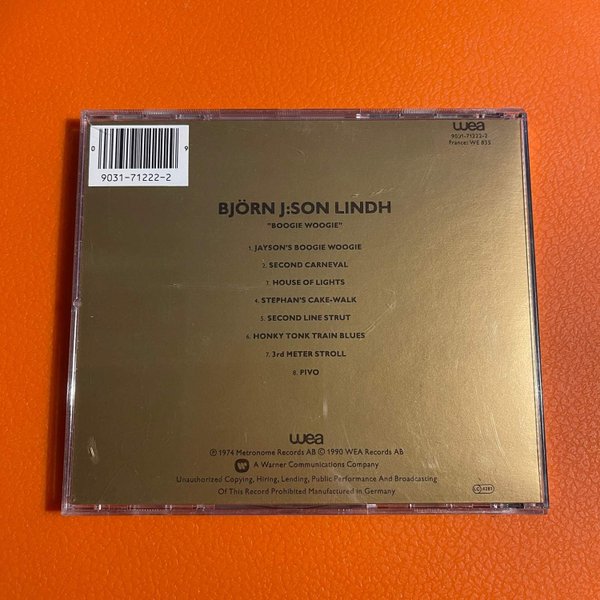 0 9
9031-71222-2
wea
9031-71222-2
France: WE 835
BJÖRN J:SON LINDH
"BOOGIE WOOGIE"
1. JAYSON'S BOOGIE WOOGIE
2. SECOND CARNEVAL
3. HOUSE OF LIGHTS
4. STEPHAN'S CAKE-WALK
5. SECOND LINE STRUT
6. HONKY TONK TRAIN BLUES
7. 3rd METER STROLL
8. PIVO
wea
℗ 1974 Metronome Records AB © 1990 WEA Records AB
A Warner Communications Company
Unauthorized Copying, Hiring, Lending, Public Performance And Broadcasting
Of This Record Prohibited Manufactured in Germany
LC 4281